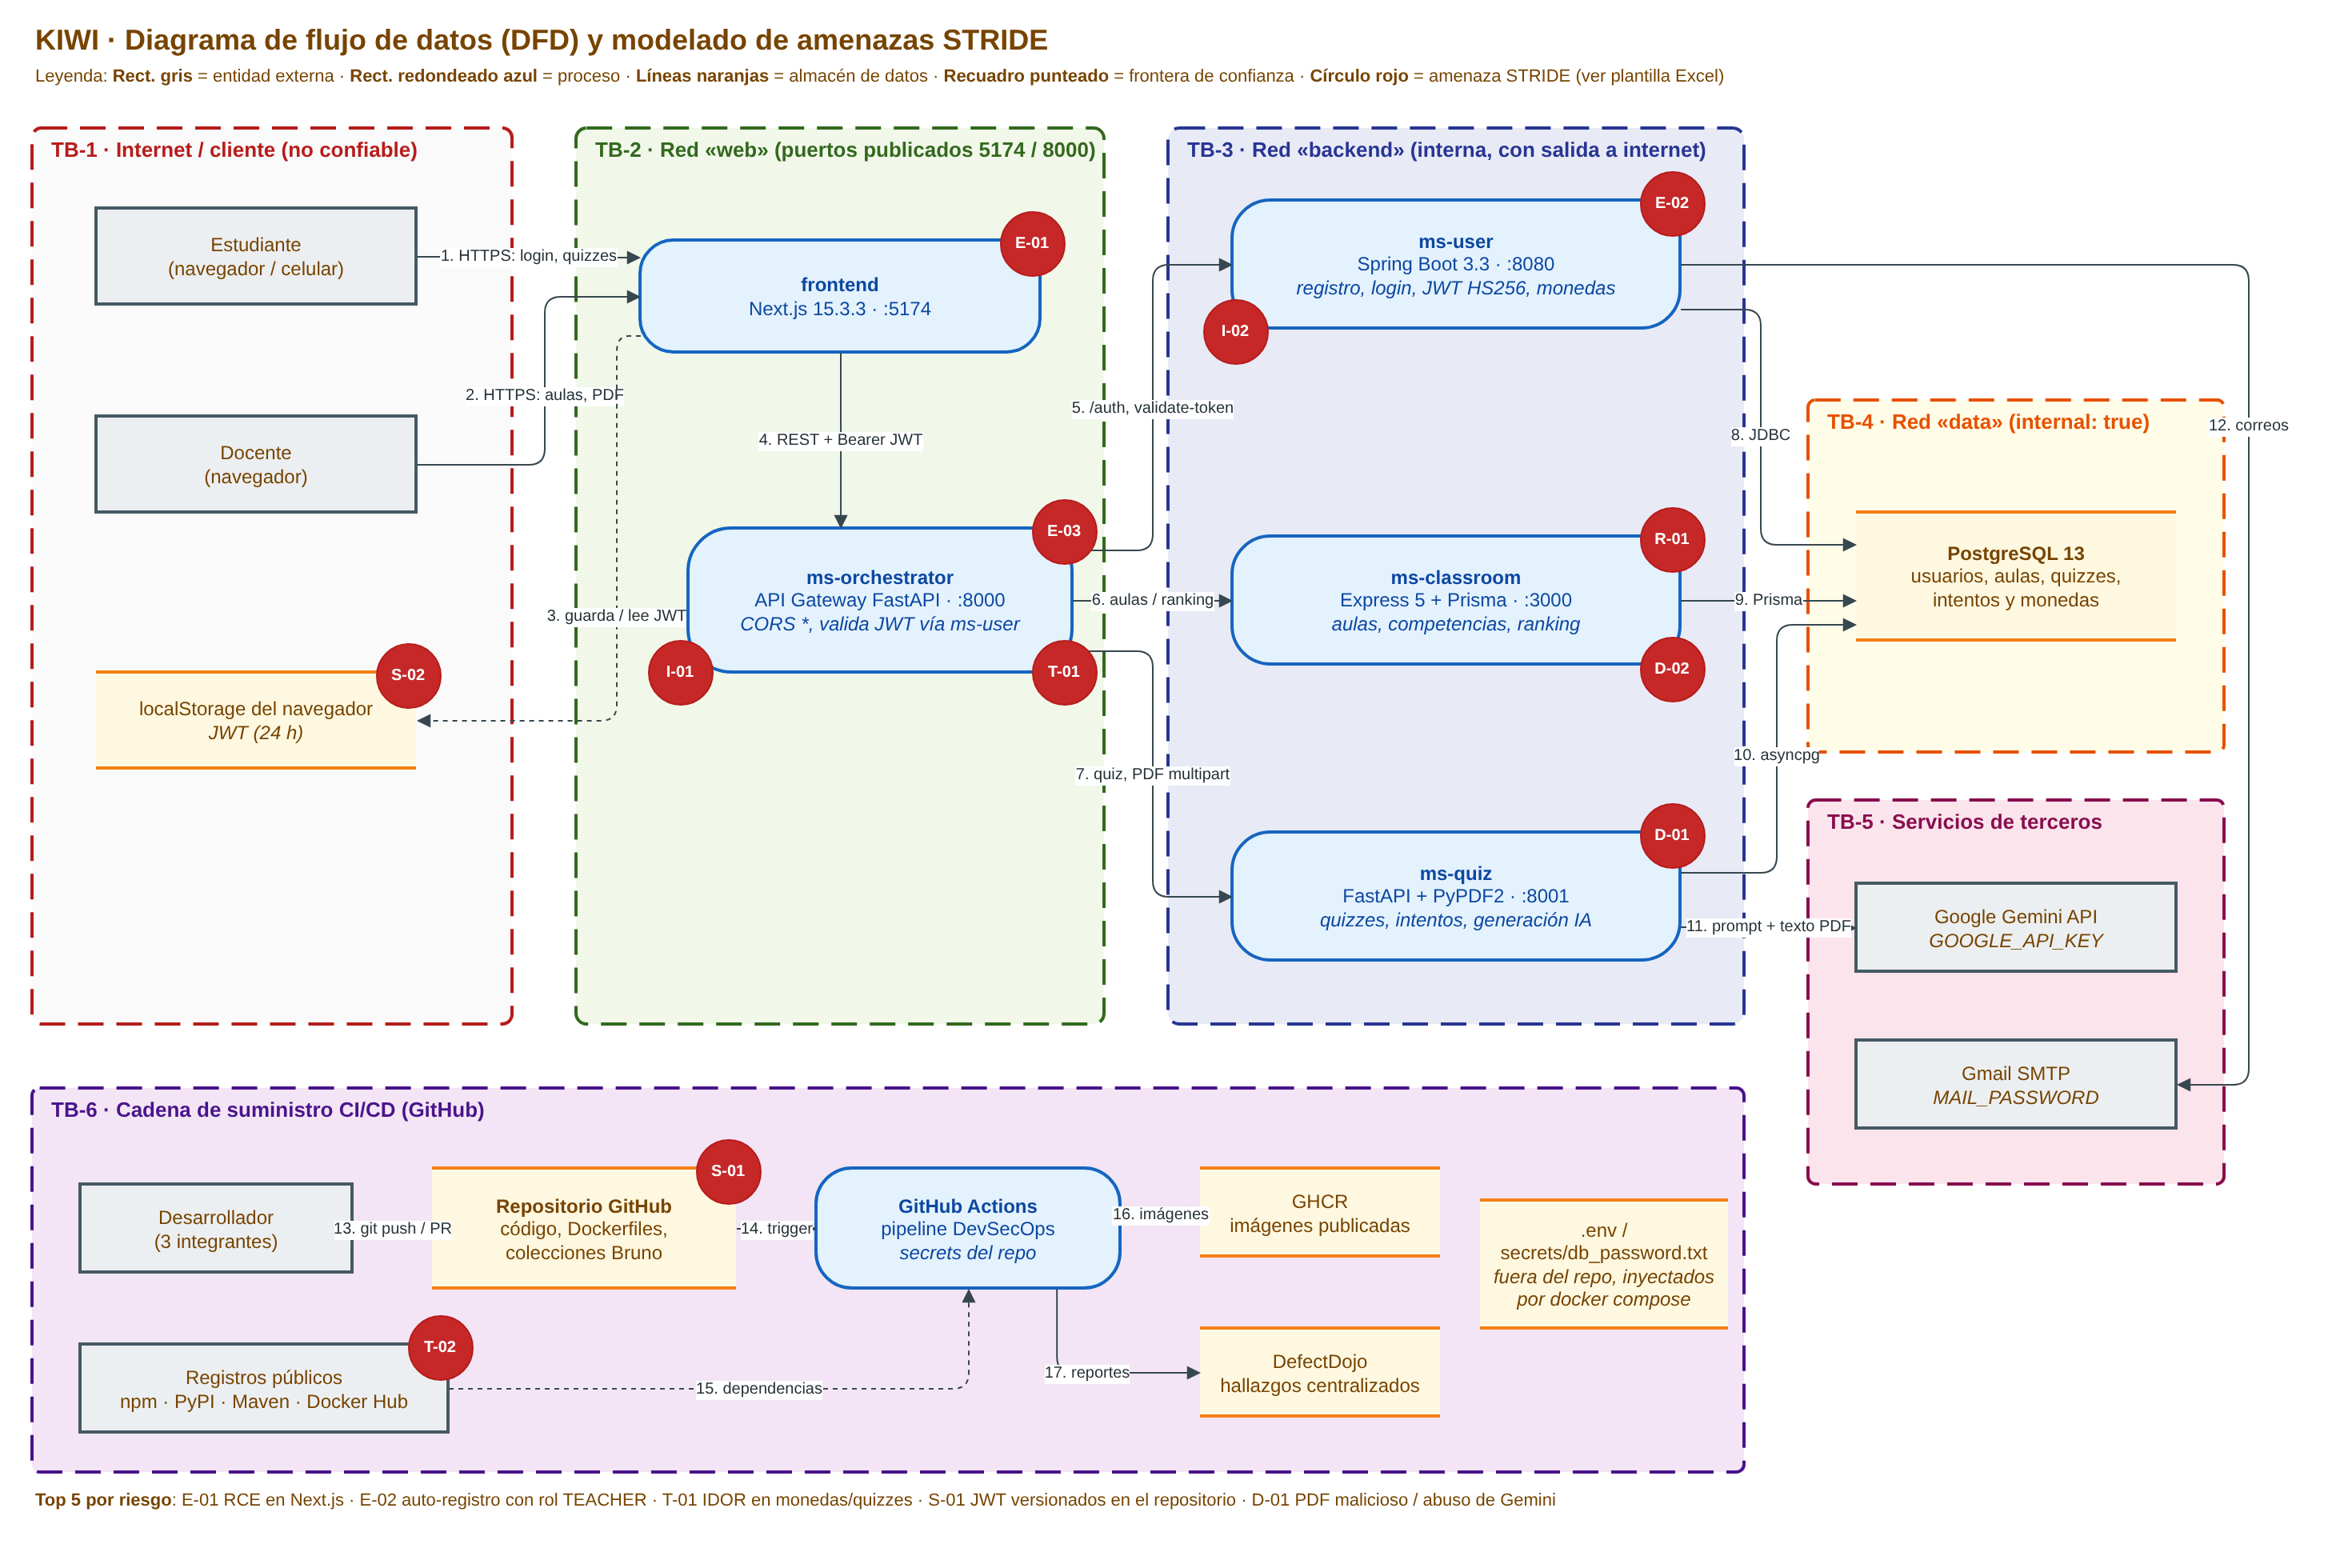 KIWI · Diagrama de flujo de datos (DFD) y modelado de amenazas STRIDE
Leyenda: Rect. gris = entidad externa · Rect. redondeado azul = proceso · Líneas naranjas = almacén de datos · Recuadro punteado = frontera de confianza · Círculo rojo = amenaza STRIDE (ver plantilla Excel)
TB-1 · Internet / cliente (no confiable)
Estudiante
(navegador / celular)
1. HTTPS: login, quizzes
Docente
(navegador)
2. HTTPS: aulas, PDF
S-02
localStorage del navegador
JWT (24 h)
3. guarda / lee JWT
TB-2 · Red «web» (puertos publicados 5174 / 8000)
E-01
frontend
Next.js 15.3.3 · :5174
4. REST + Bearer JWT
E-03
ms-orchestrator
API Gateway FastAPI · :8000
CORS *, valida JWT vía ms-user
I-01
T-01
5. /auth, validate-token
6. aulas / ranking
7. quiz, PDF multipart
TB-3 · Red «backend» (interna, con salida a internet)
E-02
ms-user
Spring Boot 3.3 · :8080
registro, login, JWT HS256, monedas
I-02
R-01
ms-classroom
Express 5 + Prisma · :3000
aulas, competencias, ranking
D-02
D-01
ms-quiz
FastAPI + PyPDF2 · :8001
quizzes, intentos, generación IA
8. JDBC
9. Prisma
10. asyncpg
11. prompt + texto PDF
12. correos
TB-4 · Red «data» (internal: true)
PostgreSQL 13
usuarios, aulas, quizzes,
intentos y monedas
TB-5 · Servicios de terceros
Google Gemini API
GOOGLE_API_KEY
Gmail SMTP
MAIL_PASSWORD
TB-6 · Cadena de suministro CI/CD (GitHub)
Desarrollador
(3 integrantes)
13. git push / PR
S-01
Repositorio GitHub
código, Dockerfiles,
colecciones Bruno
14. trigger
GitHub Actions
pipeline DevSecOps
secrets del repo
16. imágenes
GHCR
imágenes publicadas
.env /
secrets/db_password.txt
fuera del repo, inyectados
por docker compose
T-02
Registros públicos
npm · PyPI · Maven · Docker Hub
15. dependencias
17. reportes
DefectDojo
hallazgos centralizados
Top 5 por riesgo: E-01 RCE en Next.js · E-02 auto-registro con rol TEACHER · T-01 IDOR en monedas/quizzes · S-01 JWT versionados en el repositorio · D-01 PDF malicioso / abuso de Gemini